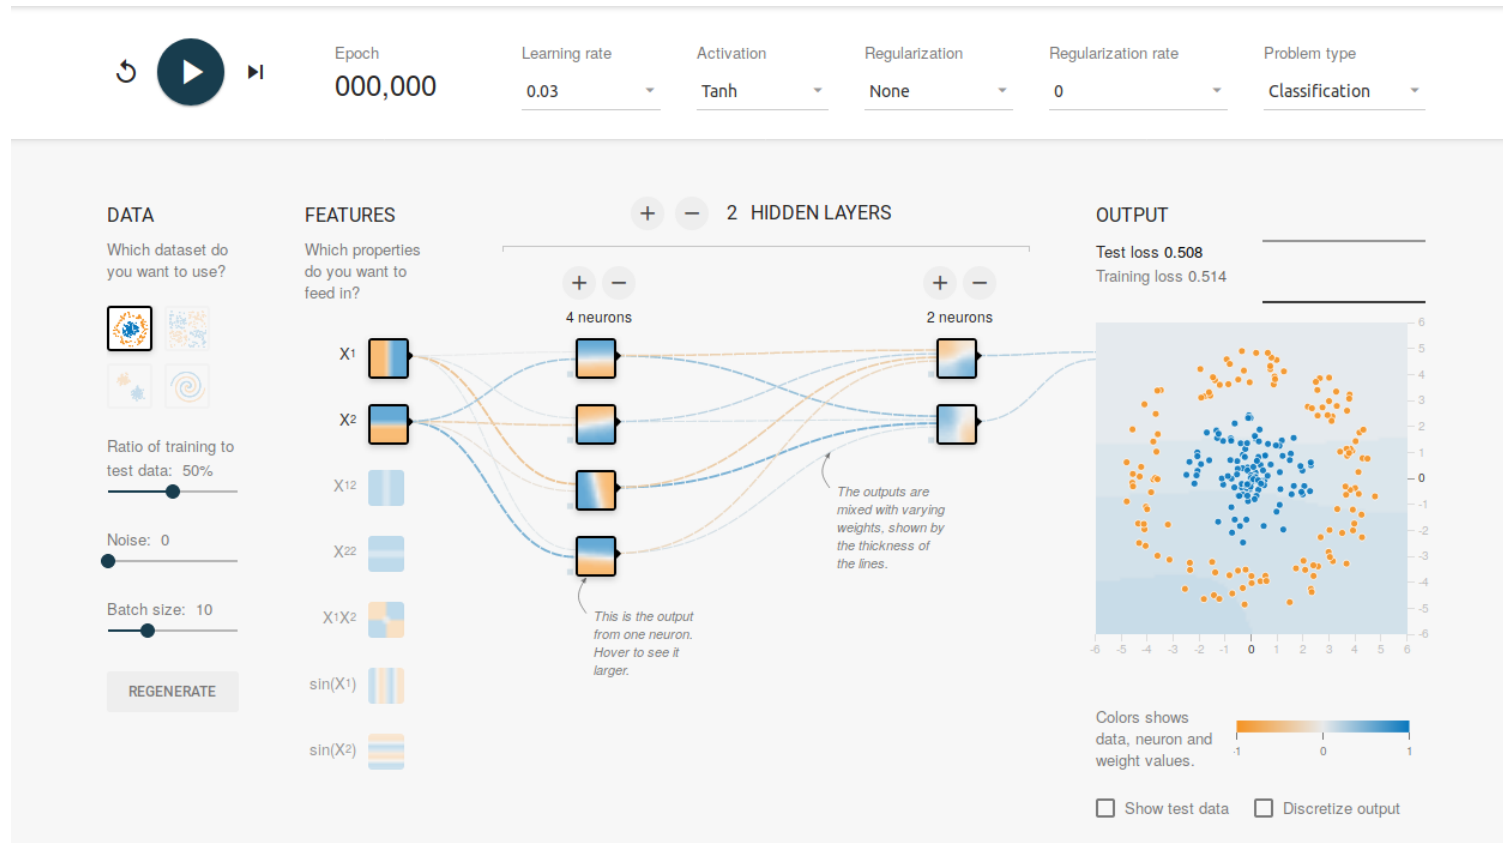 Epoch
000,000
Learning rate
0.03
Activation
Tanh
Regularization
None
Regularization rate
0
Problem type
Classification
DATA
Which dataset do
you want to use?
Ratio of training to
test data: 50%
Noise: 0
Batch size: 10
REGENERATE
FEATURES
Which properties
do you want to
feed in?
X1
X2
X12
X22
X1X2
sin(X1)
sin(X2)
+ − 2 HIDDEN LAYERS
+ −
4 neurons
+ −
2 neurons
The outputs are
mixed with varying
weights, shown by
the thickness of
the lines.
This is the output
from one neuron.
Hover to see it
larger.
OUTPUT
Test loss 0.508
Training loss 0.514
6
5
4
3
2
1
0
-1
-2
-3
-4
-5
-6
-6 -5 -4 -3 -2 -1 0 1 2 3 4 5 6
Colors shows
data, neuron and
weight values.
-1 0 1
Show test data
Discretize output